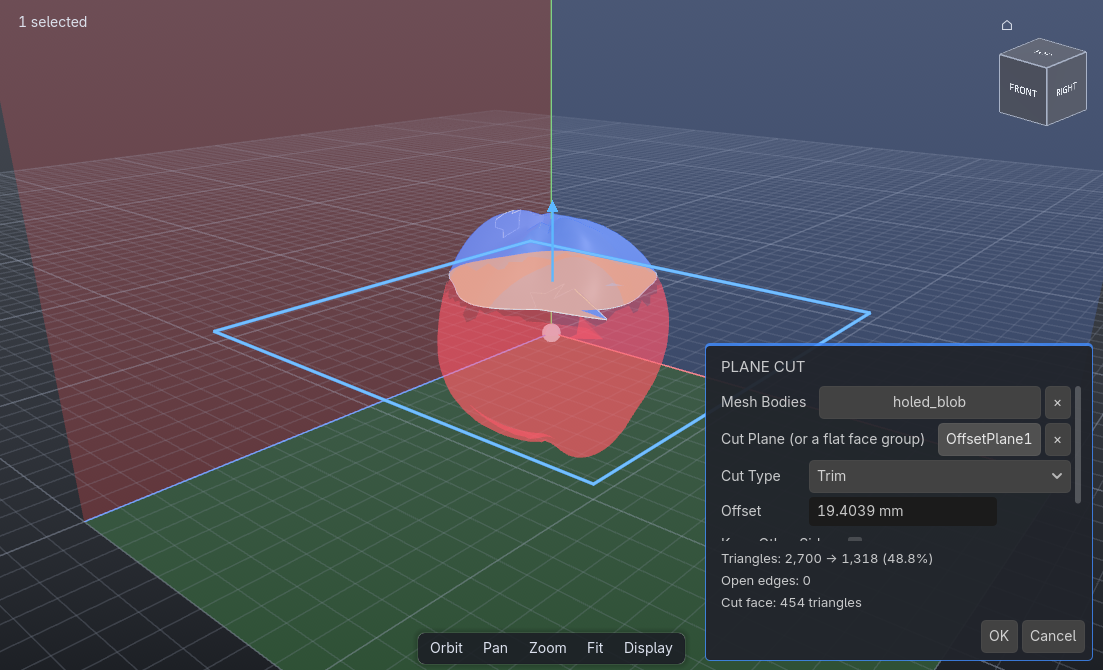 1 selected
FRONT
RIGHT
PLANE CUT
Mesh Bodies holed_blob ×
Cut Plane (or a flat face group) OffsetPlane1 ×
Cut Type Trim
Offset 19.4039 mm
Triangles: 2,700 → 1,318 (48.8%)
Open edges: 0
Cut face: 454 triangles
OK Cancel
Orbit Pan Zoom Fit Display